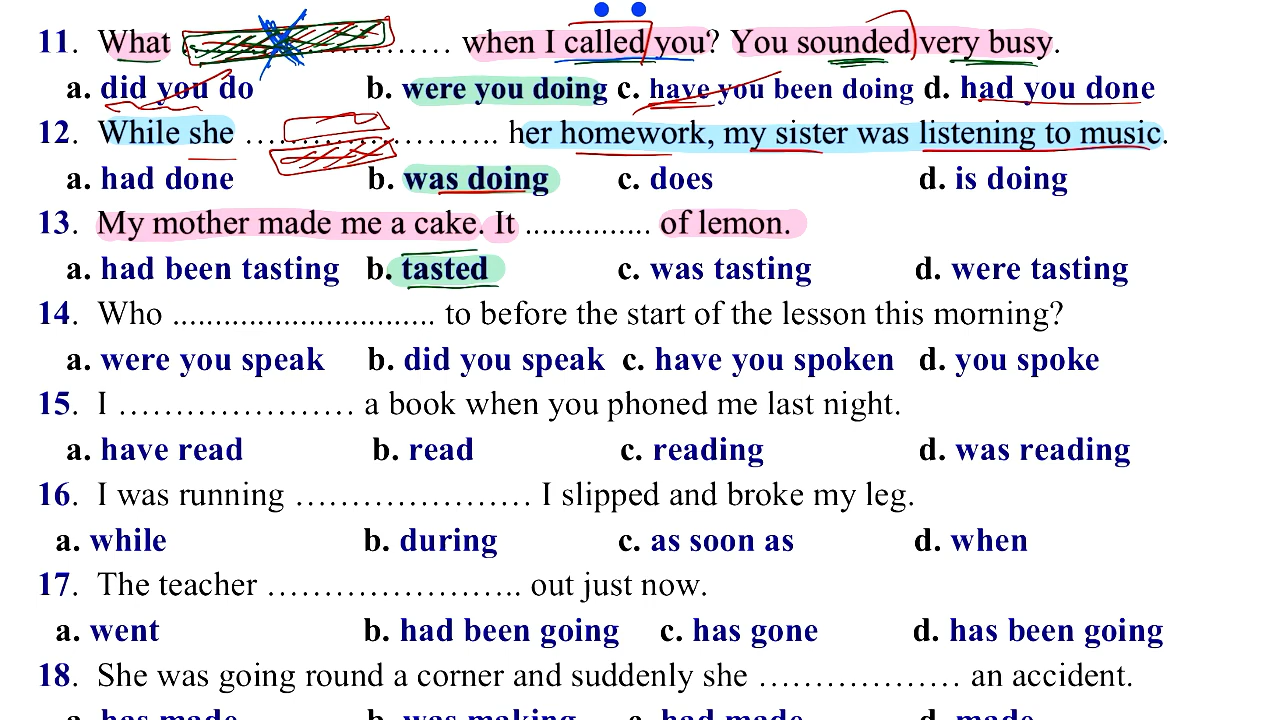 11. What ........................ when I called you? You sounded very busy.
a. did you do b. were you doing c. have you been doing d. had you done
12. While she ........................ her homework, my sister was listening to music.
a. had done b. was doing c. does d. is doing
13. My mother made me a cake. It ............... of lemon.
a. had been tasting b. tasted c. was tasting d. were tasting
14. Who ............................... to before the start of the lesson this morning?
a. were you speak b. did you speak c. have you spoken d. you spoke
15. I ………………… a book when you phoned me last night.
a. have read b. read c. reading d. was reading
16. I was running ………………… I slipped and broke my leg.
a. while b. during c. as soon as d. when
17. The teacher ………………….. out just now.
a. went b. had been going c. has gone d. has been going
18. She was going round a corner and suddenly she ……………… an accident.
a. has made b. was making c. had made d. made